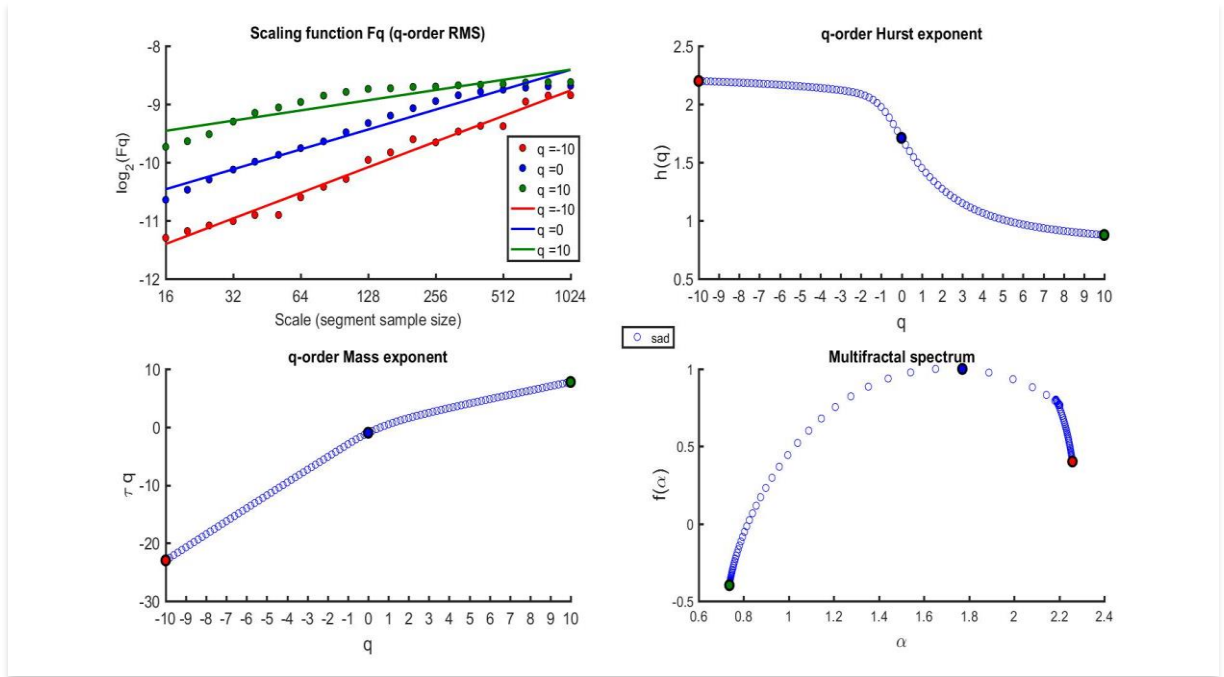 Scaling function Fq (q-order RMS)
-8
-9
-10
-11
-12
log2(Fq)
16 32 64 128 256 512 1024
Scale (segment sample size)
q =-10
q =0
q =10
q =-10
q =0
q =10
q-order Hurst exponent
2.5
2
1.5
1
0.5
h(q)
-10 -9 -8 -7 -6 -5 -4 -3 -2 -1 0 1 2 3 4 5 6 7 8 9 10
q
sad
q-order Mass exponent
10
0
-10
-20
-30
τ q
-10 -9 -8 -7 -6 -5 -4 -3 -2 -1 0 1 2 3 4 5 6 7 8 9 10
q
Multifractal spectrum
1
0.5
0
-0.5
f(α)
0.6 0.8 1 1.2 1.4 1.6 1.8 2 2.2 2.4
α